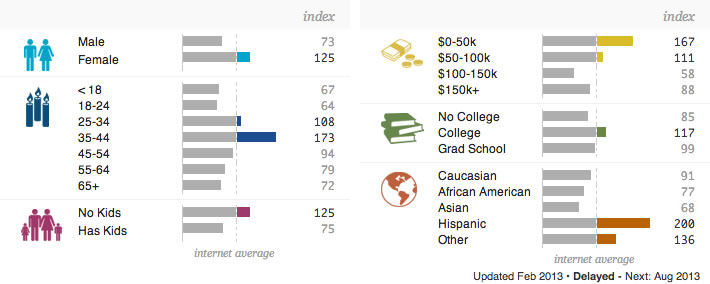 index
Male 73
Female 125
< 18 67
18-24 64
25-34 108
35-44 173
45-54 94
55-64 79
65+ 72
No Kids 125
Has Kids 75
internet average
index
$0-50k 167
$50-100k 111
$100-150k 58
$150k+ 88
No College 85
College 117
Grad School 99
Caucasian 91
African American 77
Asian 68
Hispanic 200
Other 136
internet average
Updated Feb 2013 • Delayed - Next: Aug 2013